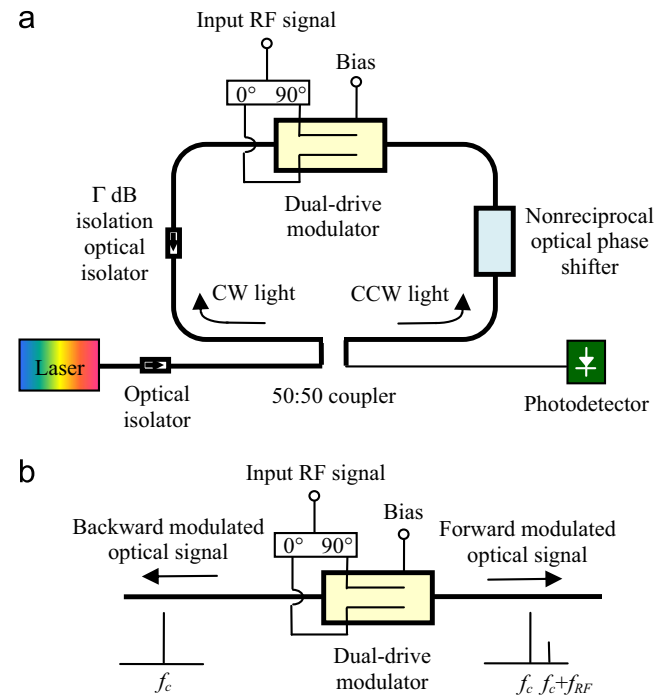 a
Input RF signal
Bias
0° 90°
Γ dB
isolation
optical
isolator
Dual-drive
modulator
Nonreciprocal
optical phase
shifter
CW light
CCW light
Laser
Optical
isolator
50:50 coupler
Photodetector
b
Input RF signal
Backward modulated
optical signal
0° 90°
Bias
Forward modulated
optical signal
Dual-drive
modulator
fc
fc fc+fRF